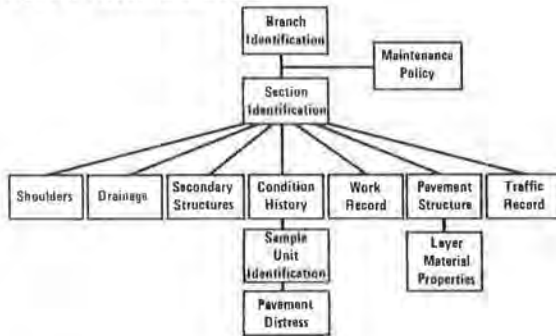 Branch
Identification
Maintenance
Policy
Section
Identification
Shoulders
Drainage
Secondary
Structures
Condition
History
Work
Record
Pavement
Structure
Traffic
Record
Sample
Unit
Identification
Layer
Material
Properties
Pavement
Distress